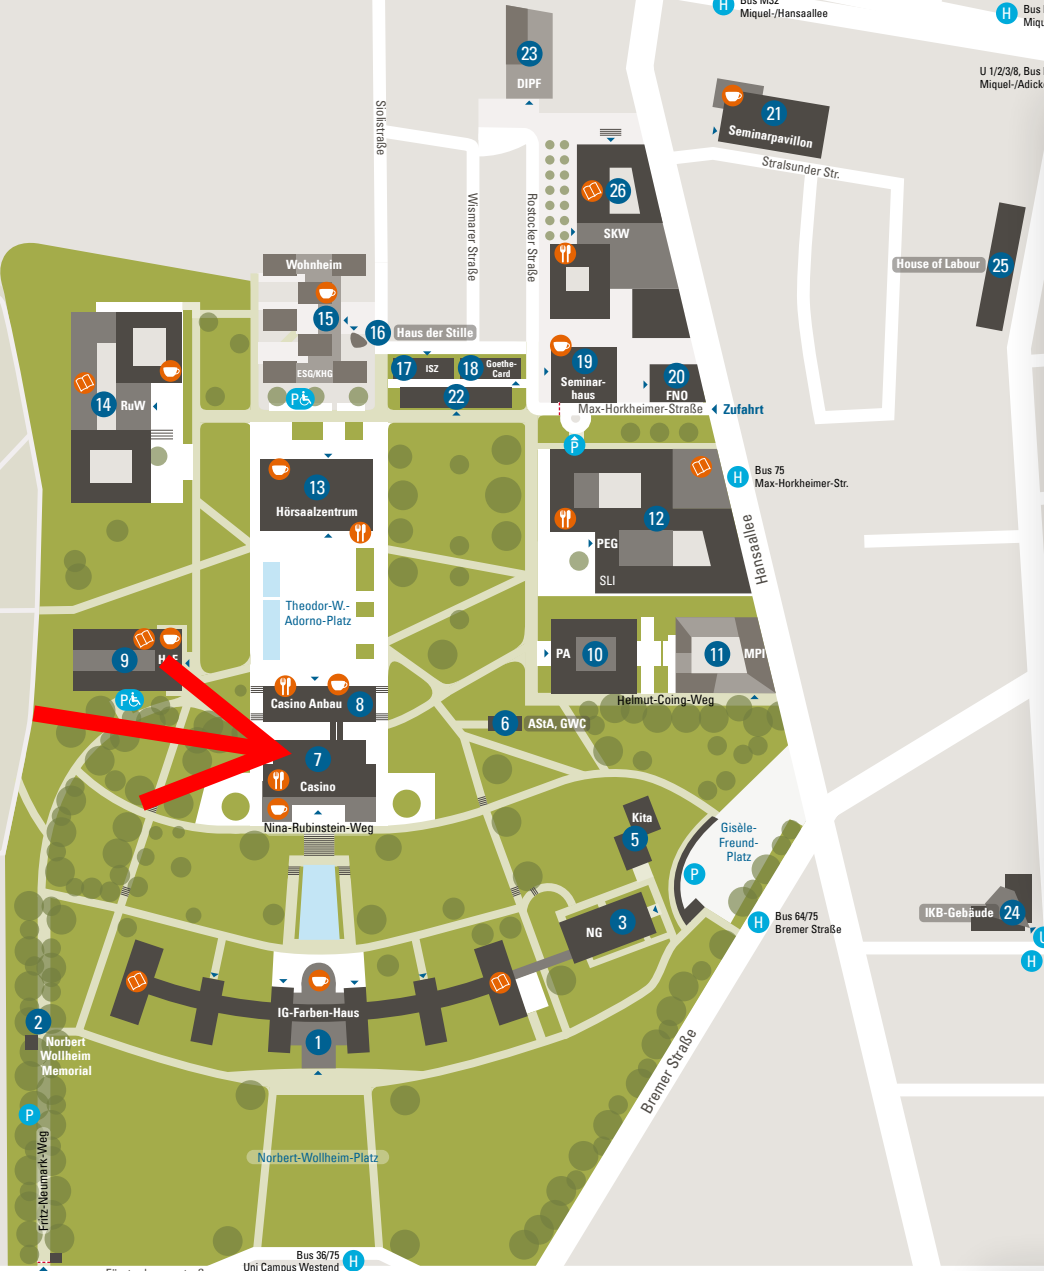 H
Bus M32
Miquel-/Hansaallee
H
Bus
U 1/2/3/8, Bus
23
DIPF
21
Seminarpavillon
Stralsunder Str.
Siolistraße
Wismarer Straße
Rostocker Straße
26
SKW
House of Labour
25
Wohnheim
15
16
Haus der Stille
ESG/KHG
P
17
ISZ
18
Goethe-
Card
22
19
Seminar-
haus
20
FNO
Max-Horkheimer-Straße
Zufahrt
P
14
RuW
13
Hörsaalzentrum
H
Bus 75
Max-Horkheimer-Str.
12
PEG
SLI
Hansaallee
Theodor-W.-
Adorno-Platz
9
P
PA
10
11
MPI
Helmut-Coing-Weg
Casino Anbau
8
6
AStA, GWC
7
Casino
Nina-Rubinstein-Weg
Kita
5
Gisèle-
Freund-
Platz
P
3
NG
H
Bus 64/75
Bremer Straße
IKB-Gebäude
24
U
H
IG-Farben-Haus
1
2
Norbert
Wollheim
Memorial
P
Fritz-Neumark-Weg
Bremer Straße
Norbert-Wollheim-Platz
Bus 36/75
Uni Campus Westend
H